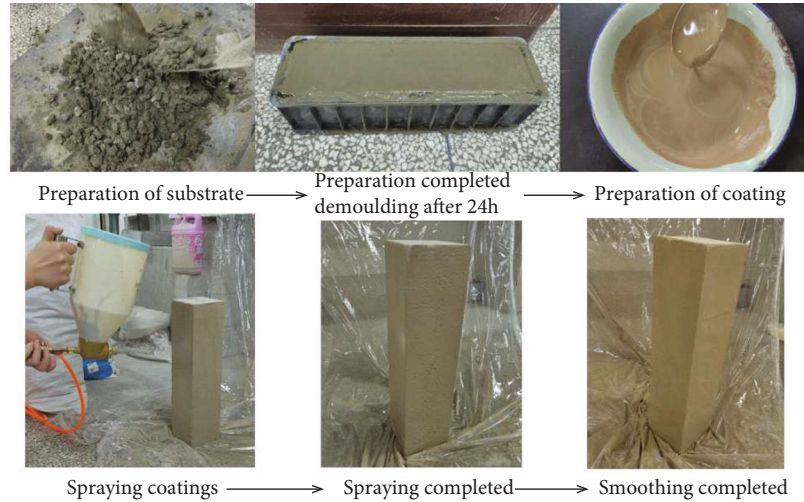 Preparation of substrate
Preparation completed
demoulding after 24h
Preparation of coating
Spraying coatings
Spraying completed
Smoothing completed